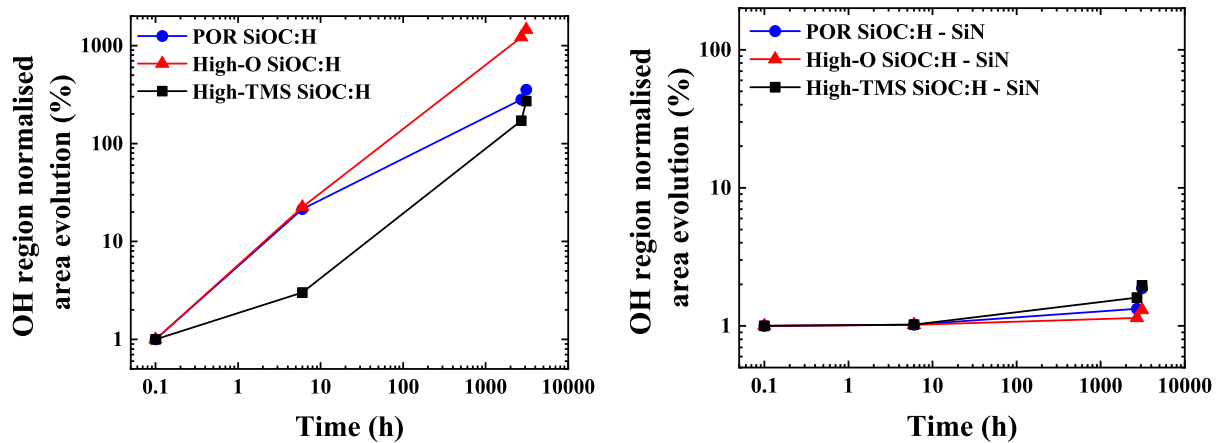 OH region normalised
area evolution (%)
1000
100
10
1
POR SiOC:H
High-O SiOC:H
High-TMS SiOC:H
0.1 1 10 100 1000 10000
Time (h)
OH region normalised
area evolution (%)
100
10
1
POR SiOC:H - SiN
High-O SiOC:H - SiN
High-TMS SiOC:H - SiN
0.1 1 10 100 1000 10000
Time (h)